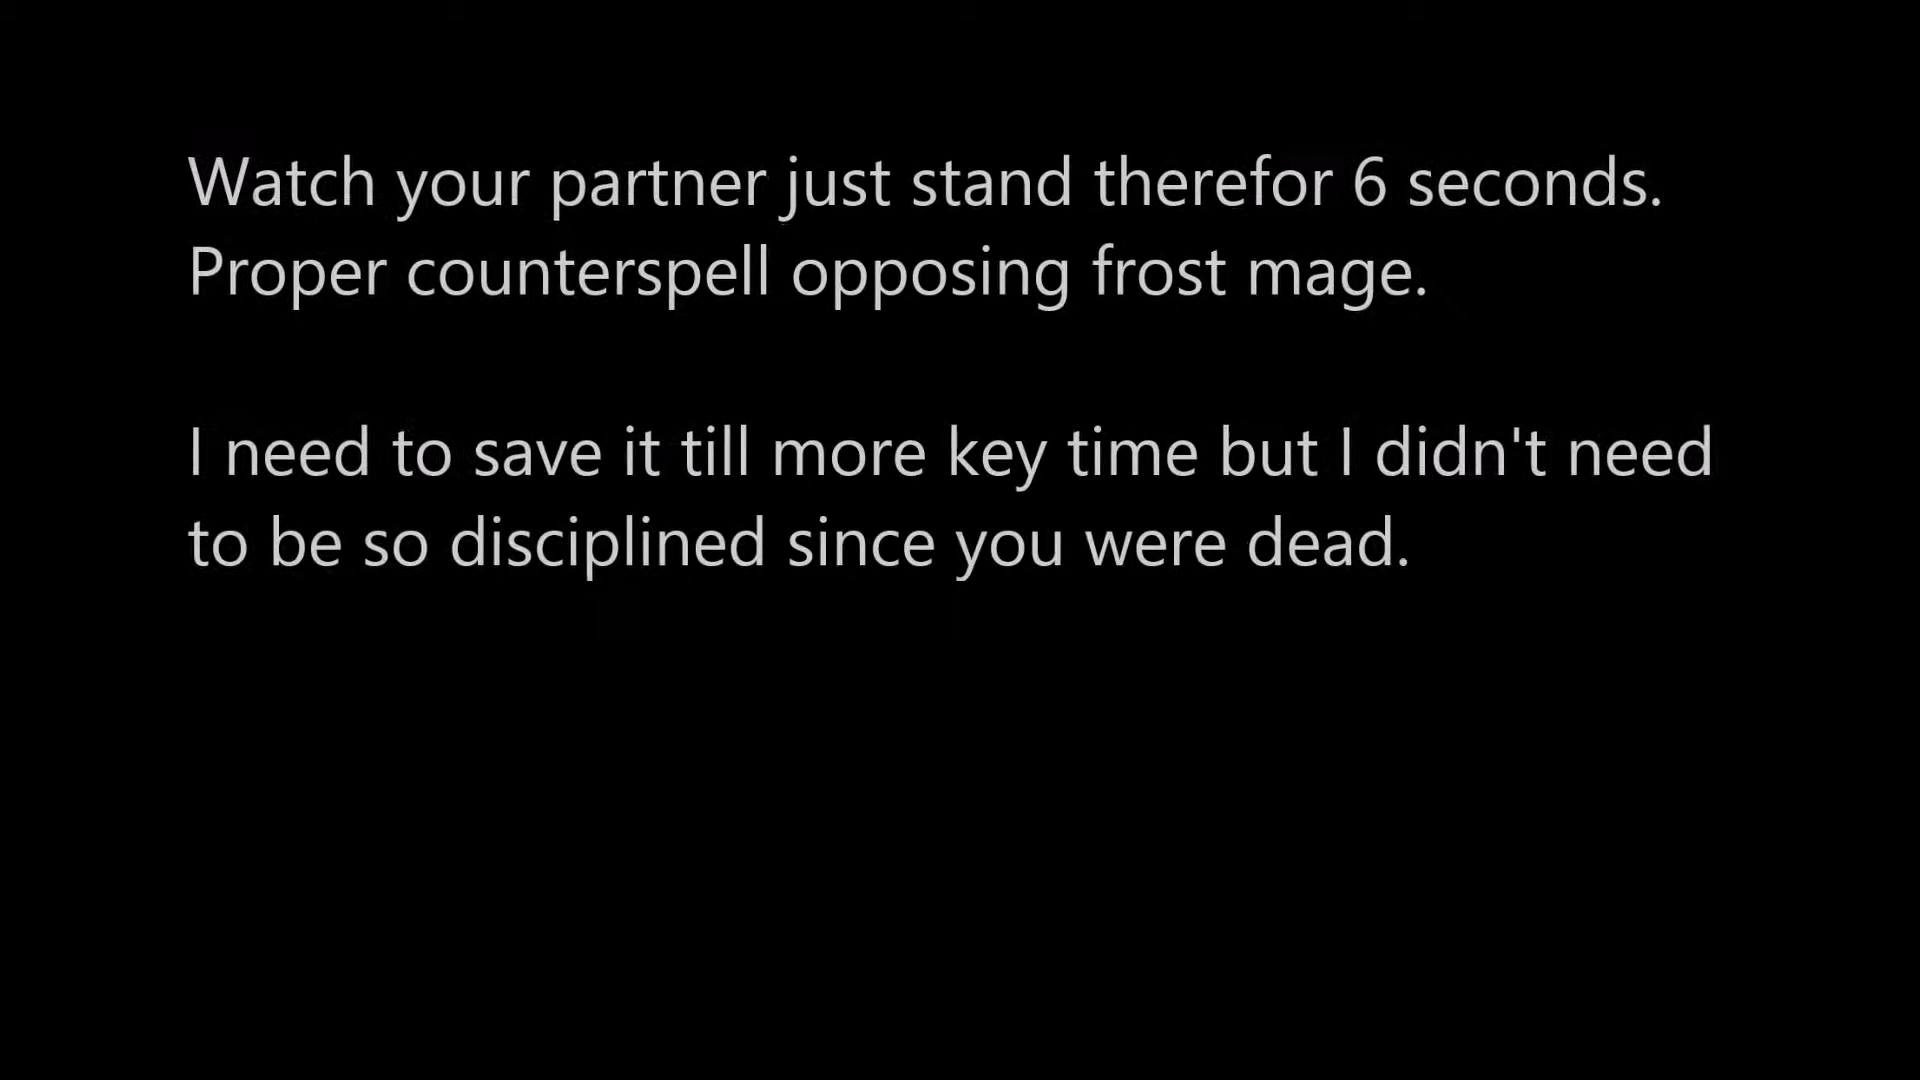 Watch your partner just stand therefor 6 seconds.
Proper counterspell opposing frost mage.
I need to save it till more key time but I didn't need
to be so disciplined since you were dead.